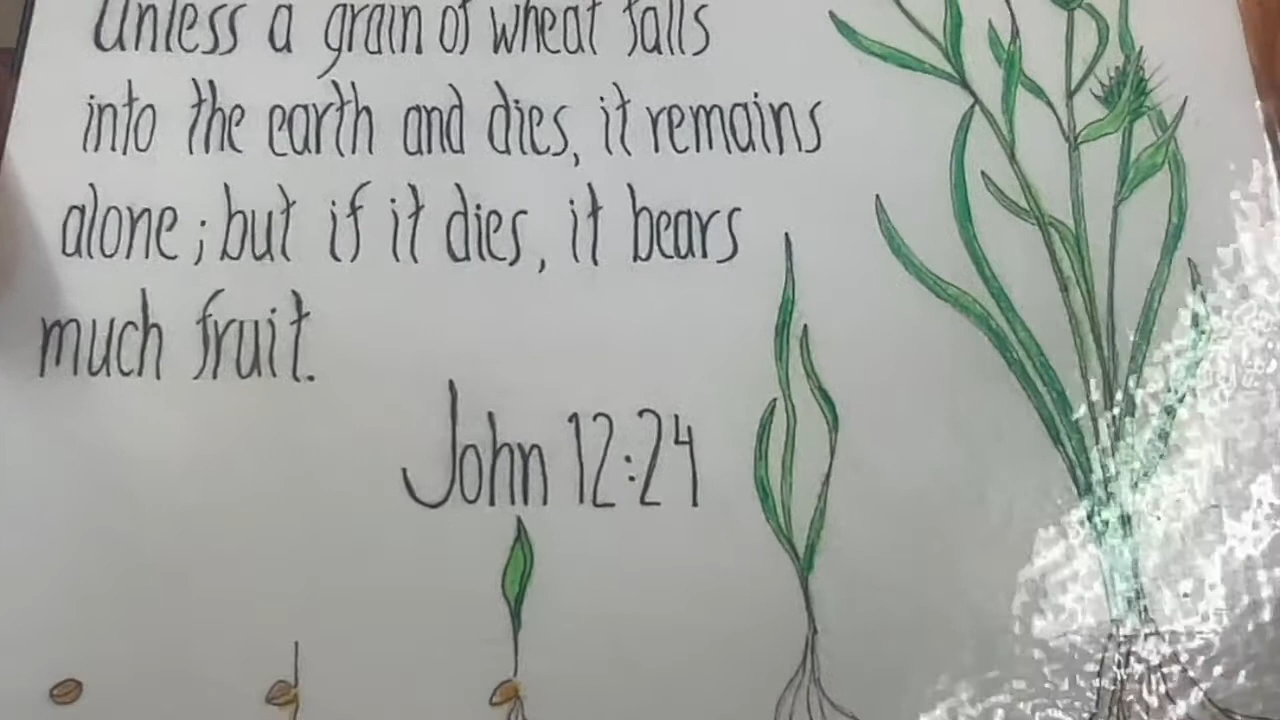 Unless a grain of wheat falls
into the earth and dies, it remains
alone; but if it dies, it bears
much fruit.
John 12:24